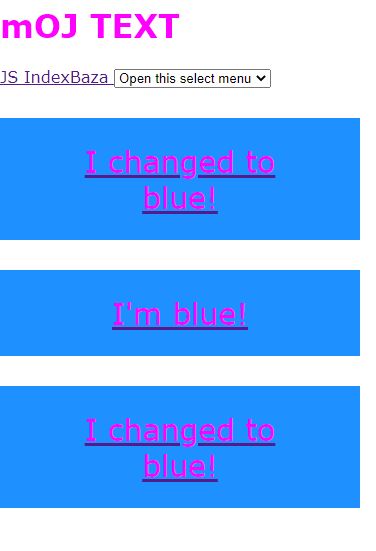 mOJ TEXT
JS IndexBaza Open this select menu
I changed to
blue!
I'm blue!
I changed to
blue!